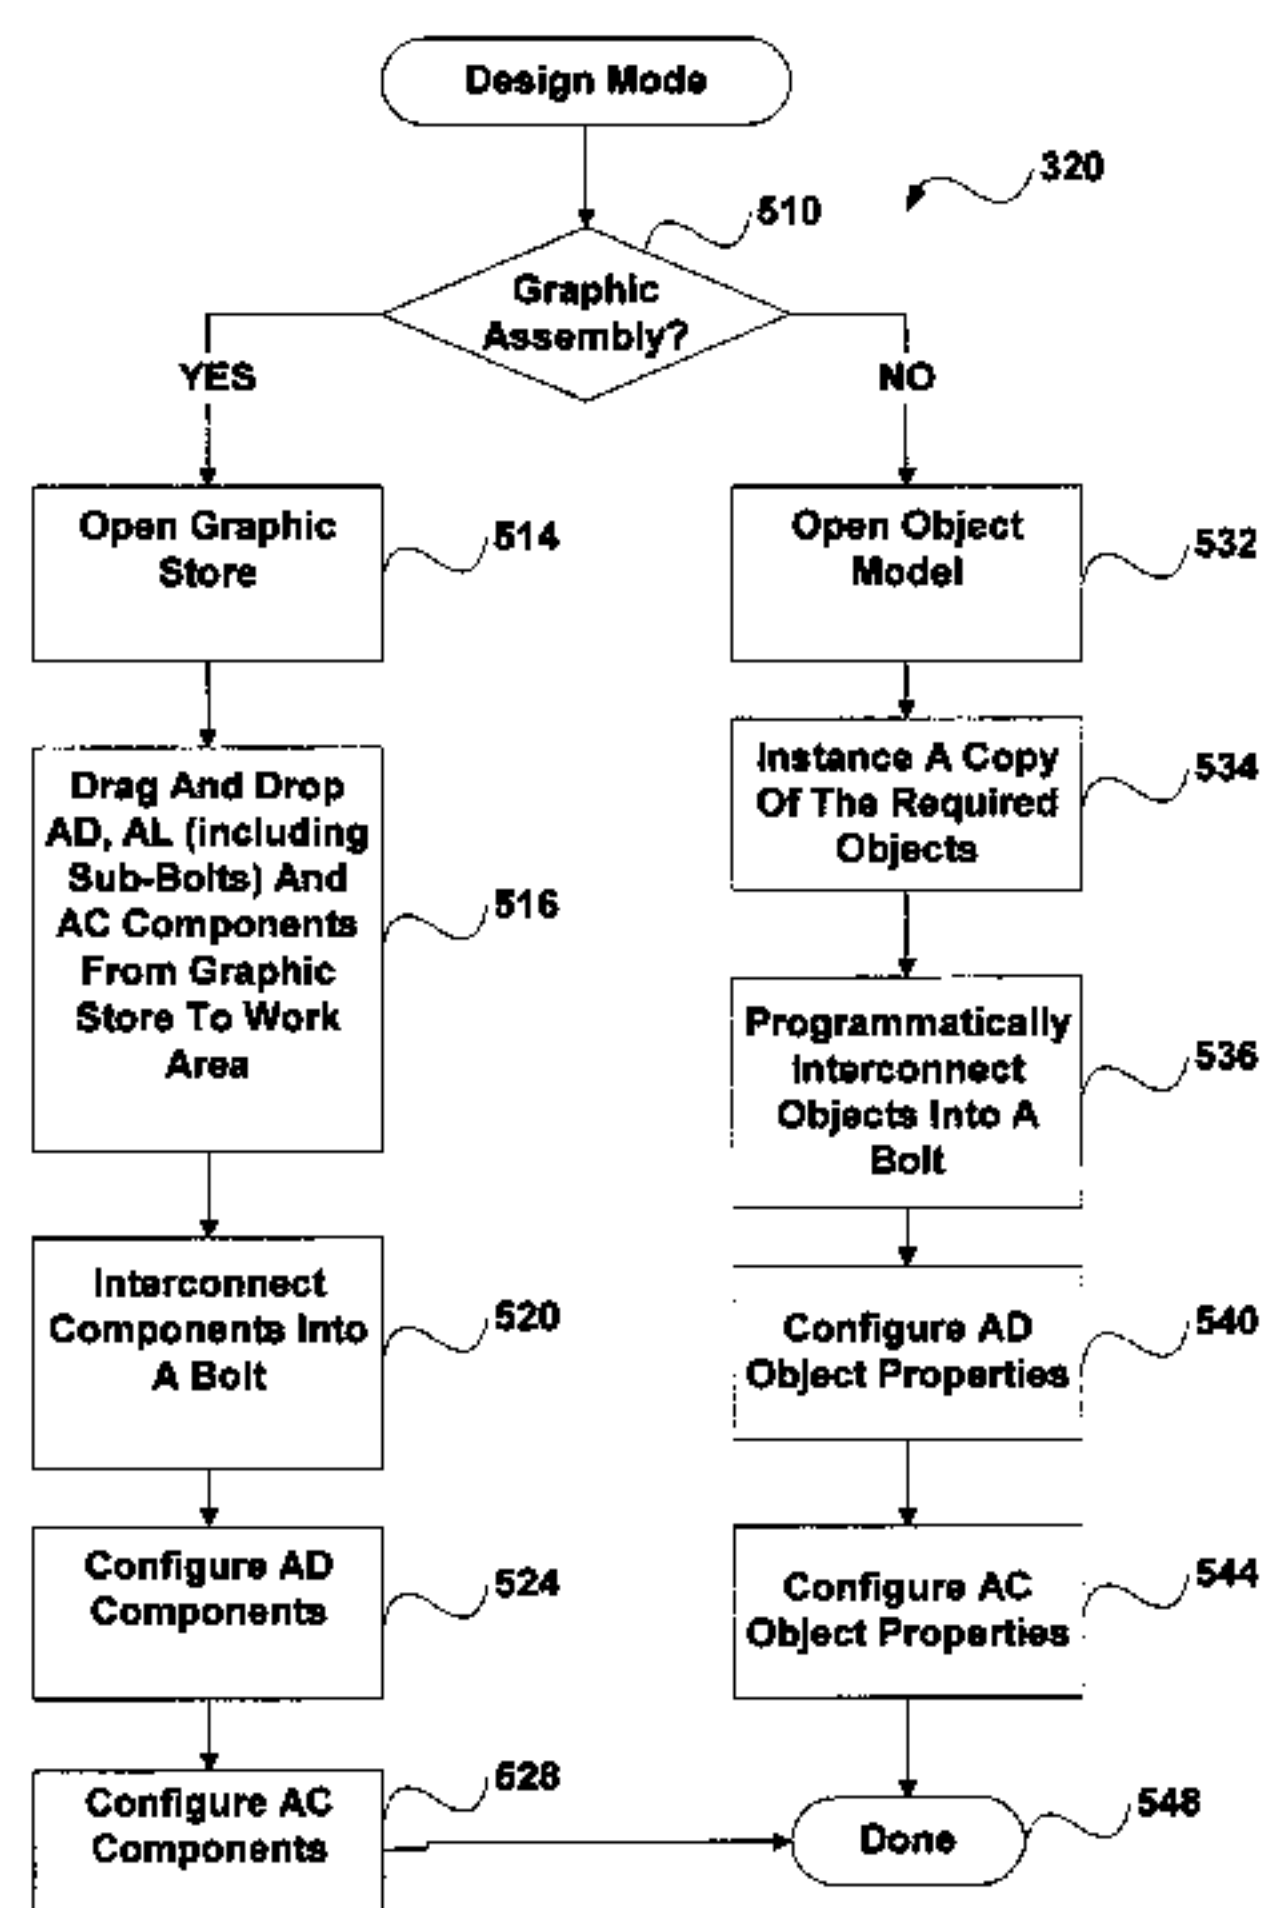 Design Mode
320
510
Graphic
Assembly?
YES
NO
Open Graphic
Store
514
Drag And Drop
AD, AL (including
Sub-Bolts) And
AC Components
From Graphic
Store To Work
Area
516
Interconnect
Components Into
A Bolt
520
Configure AD
Components
524
Configure AC
Components
528
Open Object
Model
532
Instance A Copy
Of The Required
Objects
534
Programmatically
Interconnect
Objects Into A
Bolt
536
Configure AD
Object Properties
540
Configure AC
Object Properties
544
Done
548